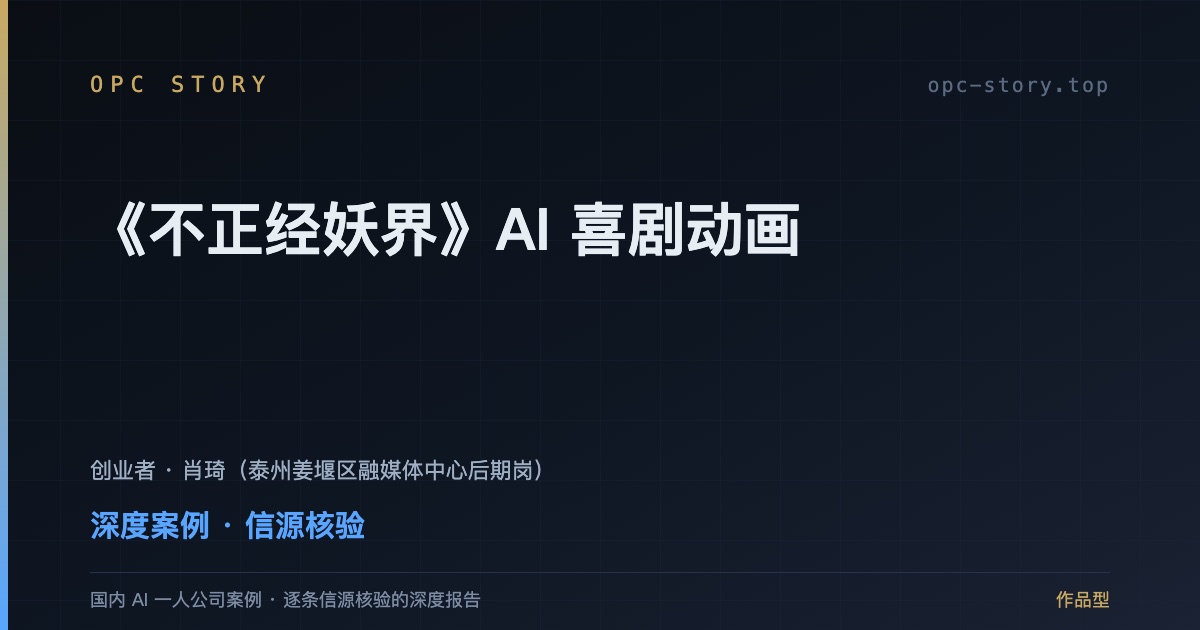 OPC STORY
opc-story.top
《不正经妖界》AI 喜剧动画
创业者 · 肖琦（泰州姜堰区融媒体中心后期岗）
深度案例 · 信源核验
国内 AI 一人公司案例 · 逐条信源核验的深度报告
作品型